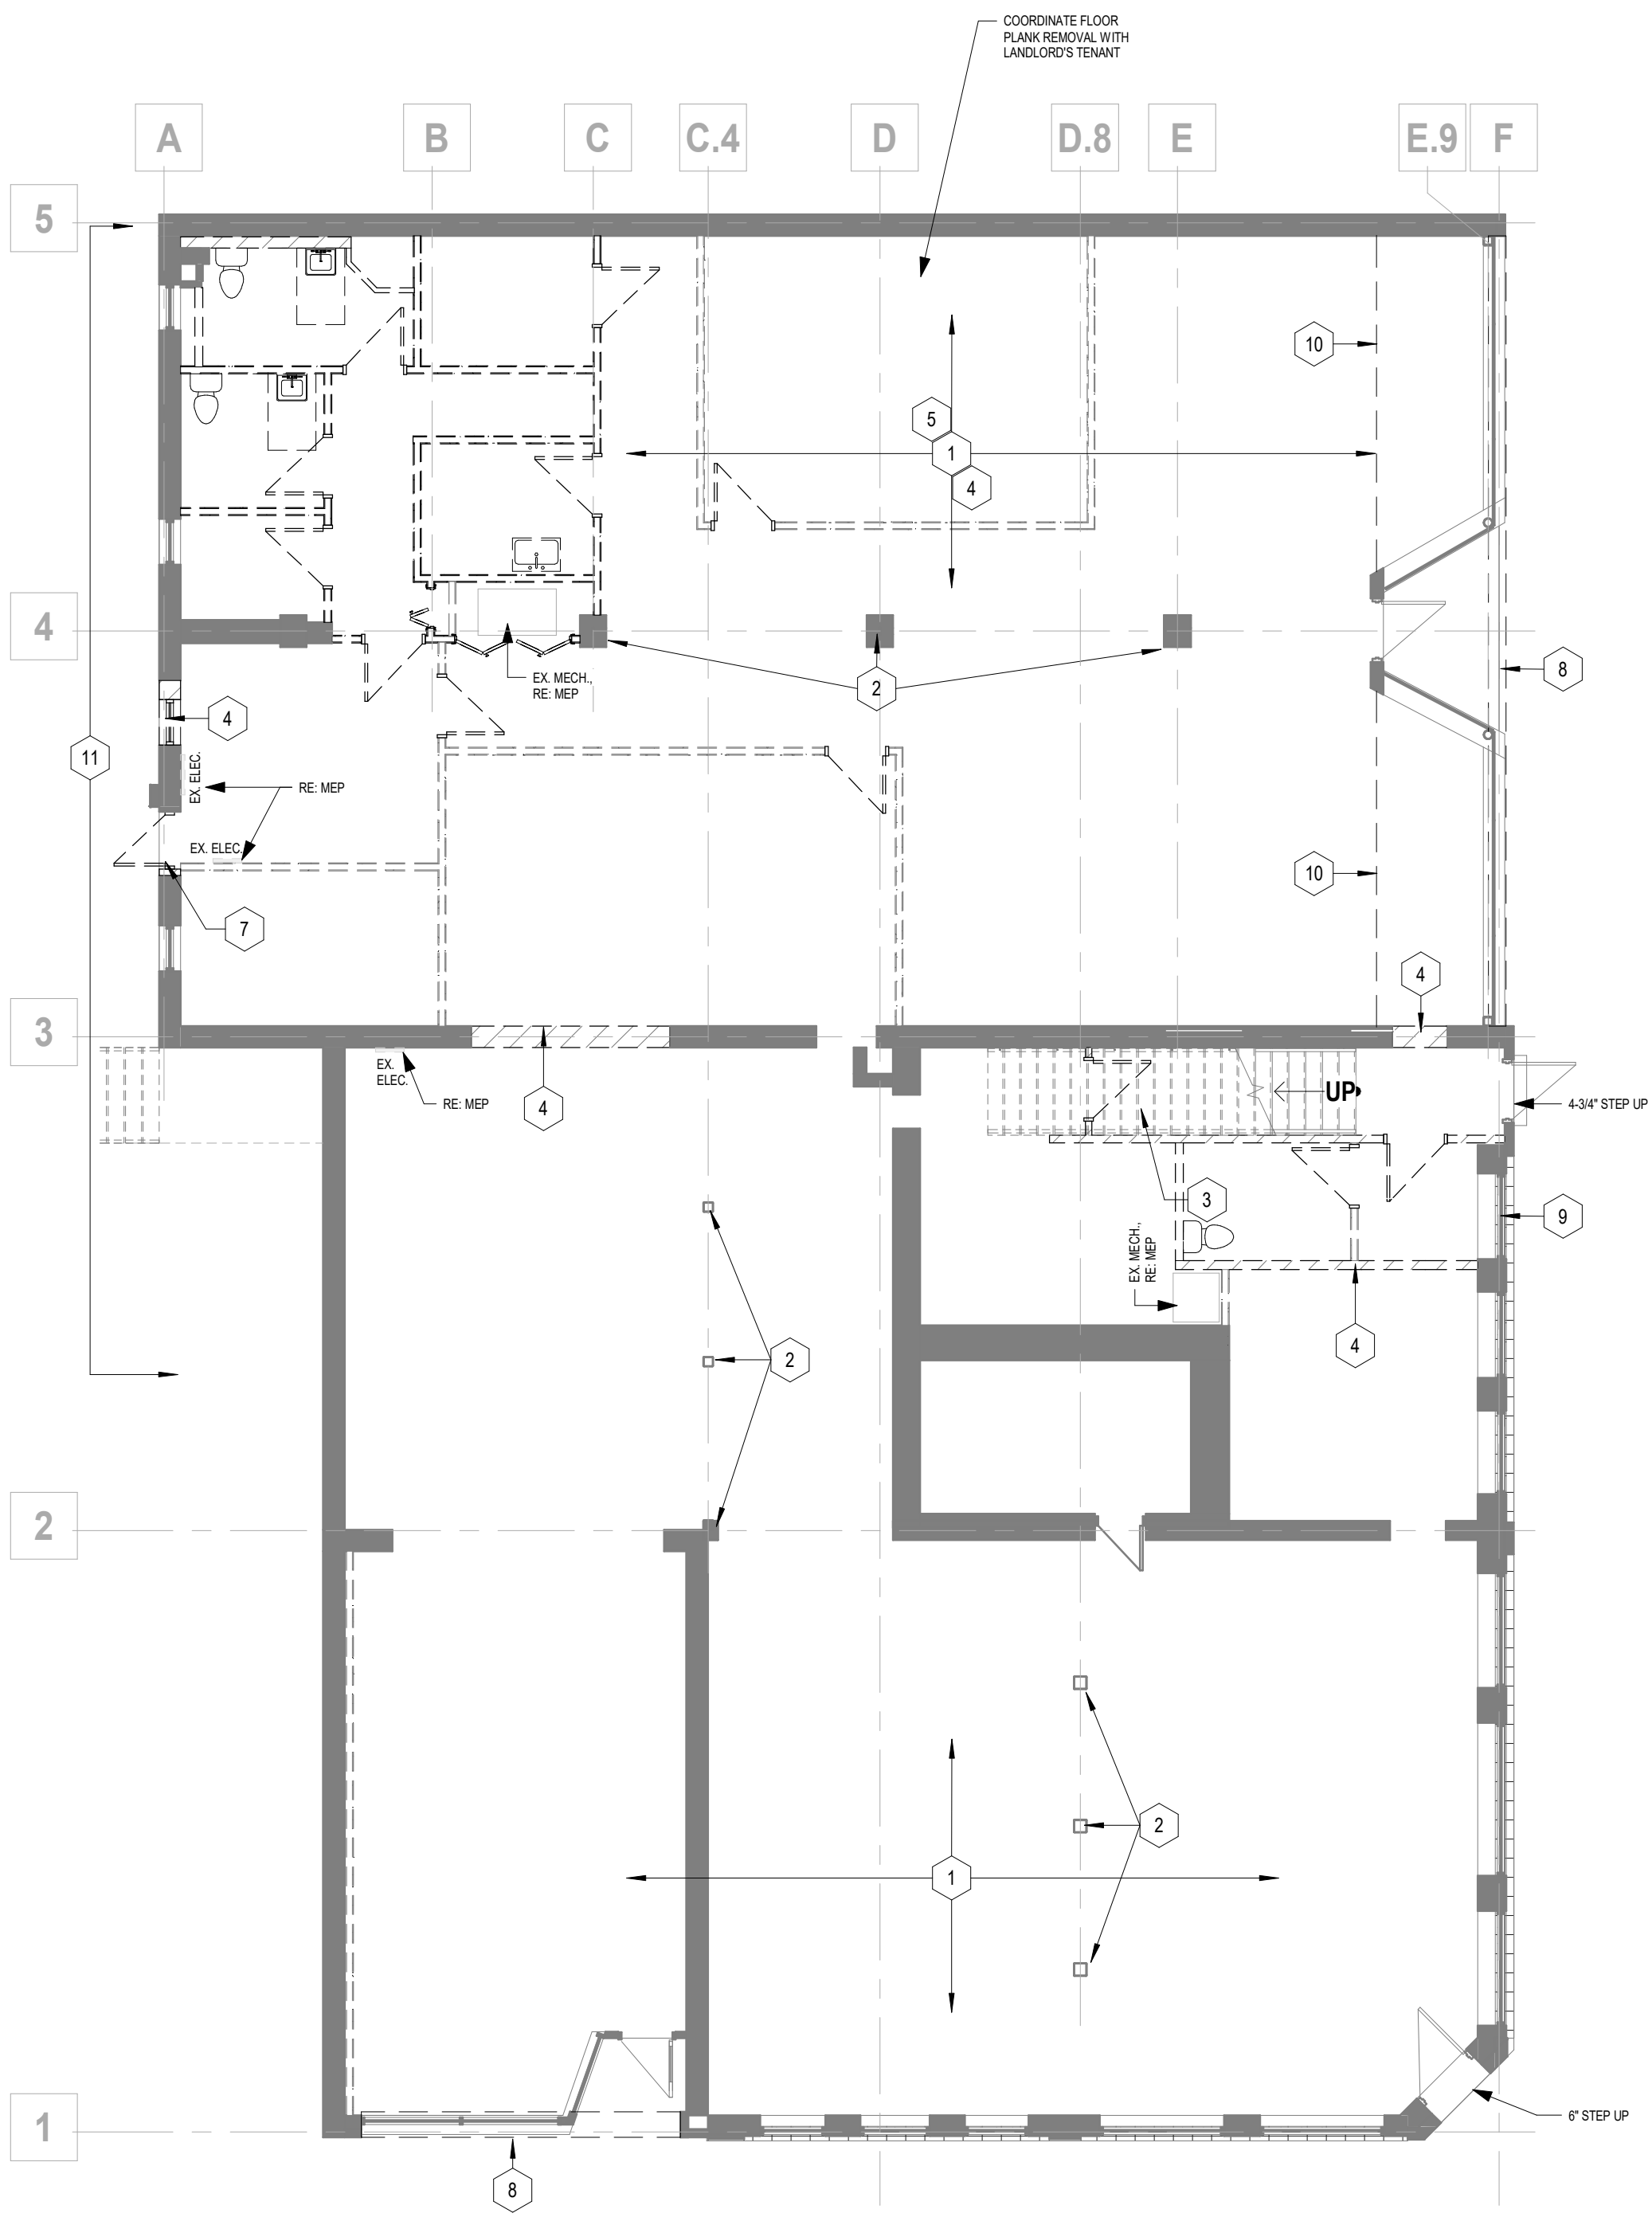 COORDINATE FLOOR
PLANK REMOVAL WITH
LANDLORD'S TENANT
A B C C.4 D D.8 E E.9 F
5
10
5
1
4
4
8
2
EX. MECH.,
RE: MEP
4
11
EX. ELEC.
RE: MEP
EX. ELEC.
10
7
4
3
EX.
ELEC.
RE: MEP
4
UP
4-3/4" STEP UP
3
9
EX. MECH.,
RE: MEP
4
2
2
2
1
6" STEP UP
1
8